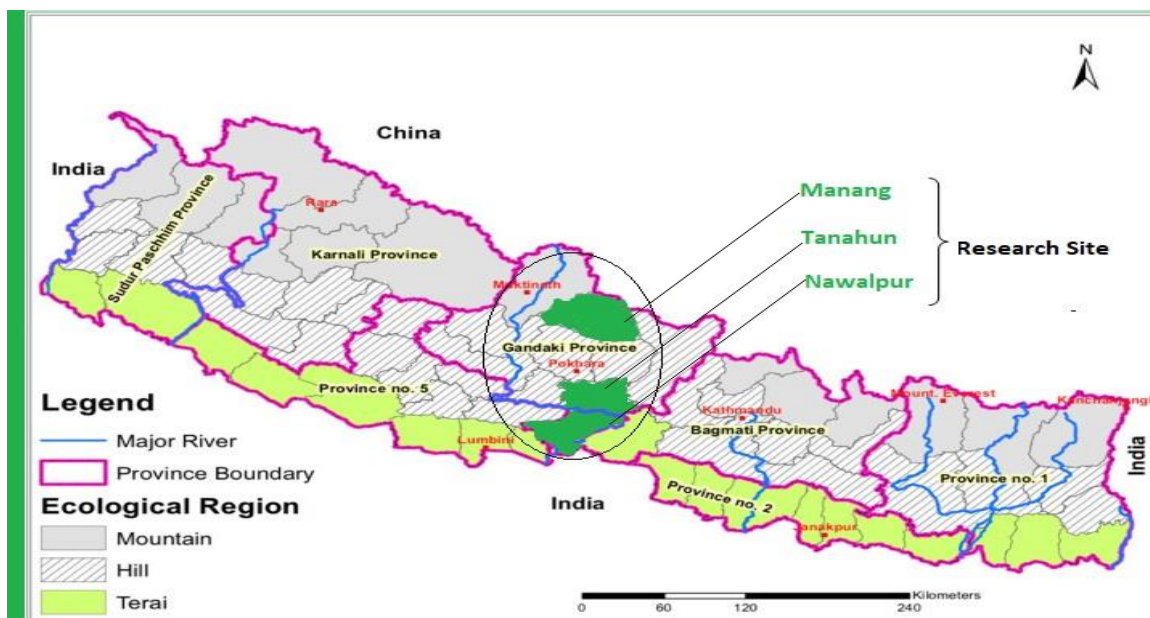 N
China
India
Manang
Tanahun
Nawalpur
Research Site
Sudur Paschhim Province
Rara
Karnali Province
Muktinath
Gandaki Province
Pokhara
Province no. 5
Lumbini
Kathmandu
Bagmati Province
Mount. Everest
Kanchanjangha
Province no. 1
India
Province no. 2
Janakpur
India
Legend
Major River
Province Boundary
Ecological Region
Mountain
Hill
Terai
Kilometers
0 60 120 240